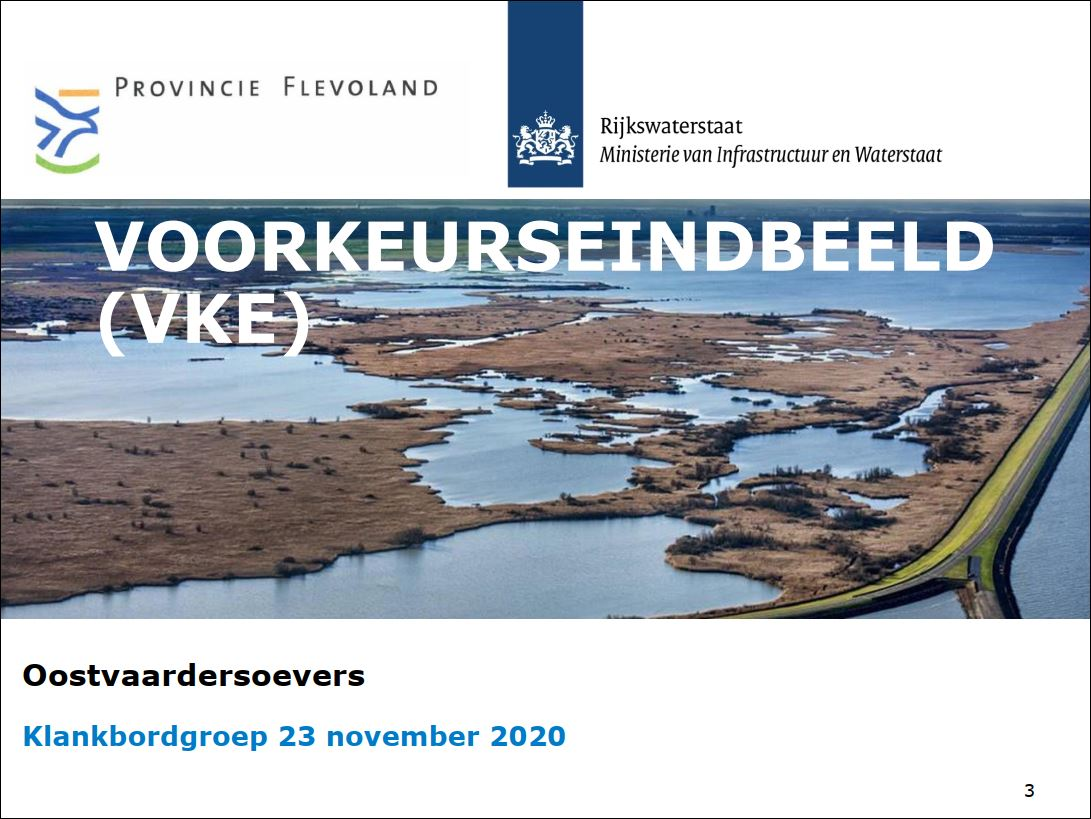 PROVINCIE FLEVOLAND
Rijkswaterstaat
Ministerie van Infrastructuur en Waterstaat
VOORKEURSEINDBEELD
(VKE)
Oostvaardersoevers
Klankbordgroep 23 november 2020
3